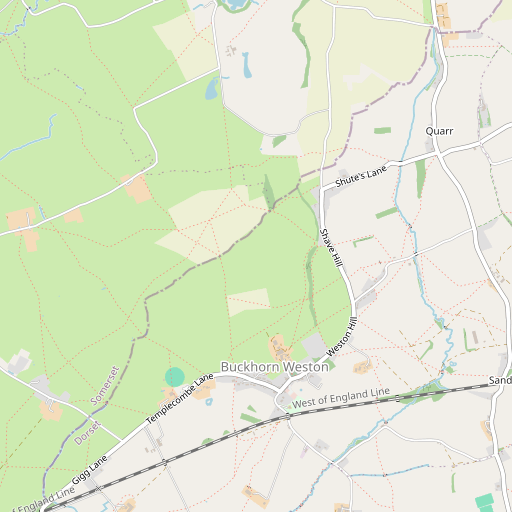 Quarr
Shute's Lane
Shave Hill
Weston Hill
Buckhorn Weston
Somerset
Dorset
Templecombe Lane
West of England Line
Sand
Gigg Lane
of England Line